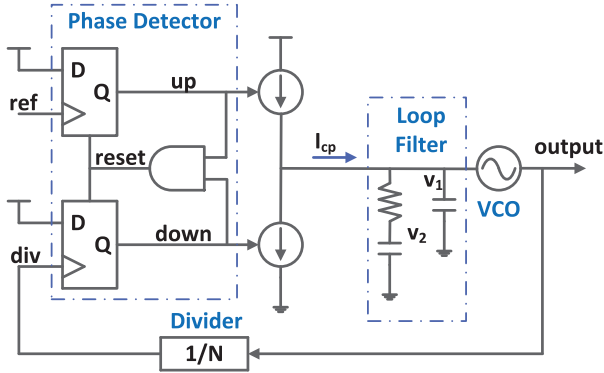 Phase Detector
D
Q
up
ref
reset
I_cp
Loop
Filter
output
v_1
VCO
v_2
D
Q
down
div
Divider
1/N